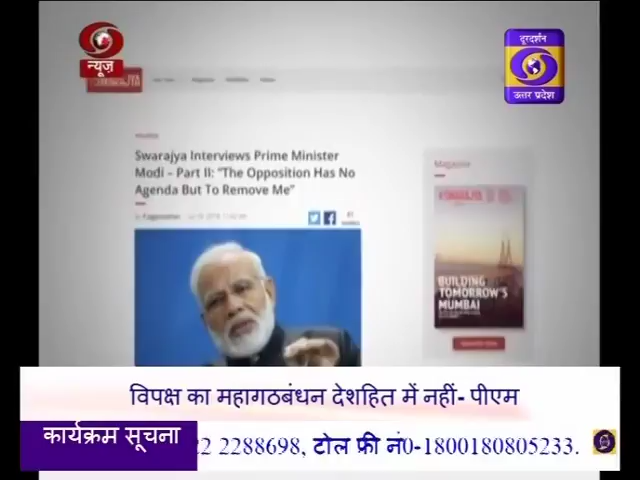 न्यूज़
दूरदर्शन
उत्तर प्रदेश
Swarajya Interviews Prime Minister
Modi – Part II: "The Opposition Has No
Agenda But To Remove Me"
Magazine
BUILDING
TOMORROW'S
MUMBAI
विपक्ष का महागठबंधन देशहित में नहीं- पीएम
कार्यक्रम सूचना
22 2288698, टोल फ्री नं0-1800180805233.